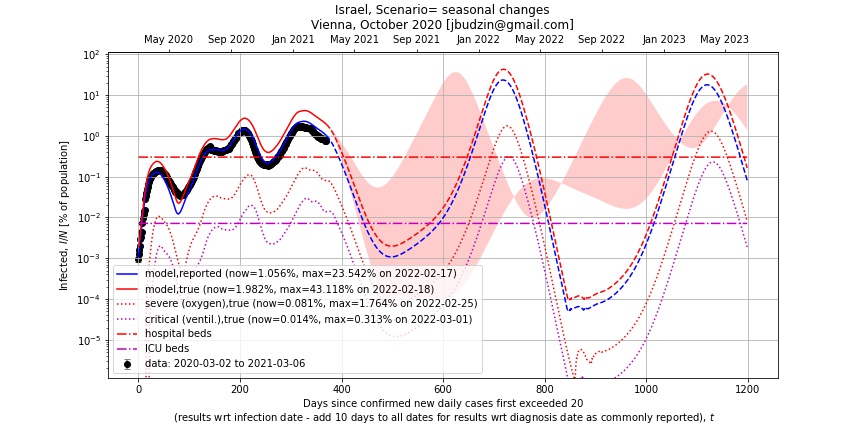 Israel, Scenario= seasonal changes
Vienna, October 2020 [jbudzin@gmail.com]
May 2020 Sep 2020 Jan 2021 May 2021 Sep 2021 Jan 2022 May 2022 Sep 2022 Jan 2023 May 2023
10²
10¹
10⁰
10⁻¹
10⁻²
10⁻³
10⁻⁴
10⁻⁵
Infected, I/N [% of population]
model,reported (now=1.056%, max=23.542% on 2022-02-17)
model,true (now=1.982%, max=43.118% on 2022-02-18)
severe (oxygen),true (now=0.081%, max=1.764% on 2022-02-25)
critical (ventil.),true (now=0.014%, max=0.313% on 2022-03-01)
hospital beds
ICU beds
data: 2020-03-02 to 2021-03-06
0 200 400 600 800 1000 1200
Days since confirmed new daily cases first exceeded 20
(results wrt infection date - add 10 days to all dates for results wrt diagnosis date as commonly reported), t